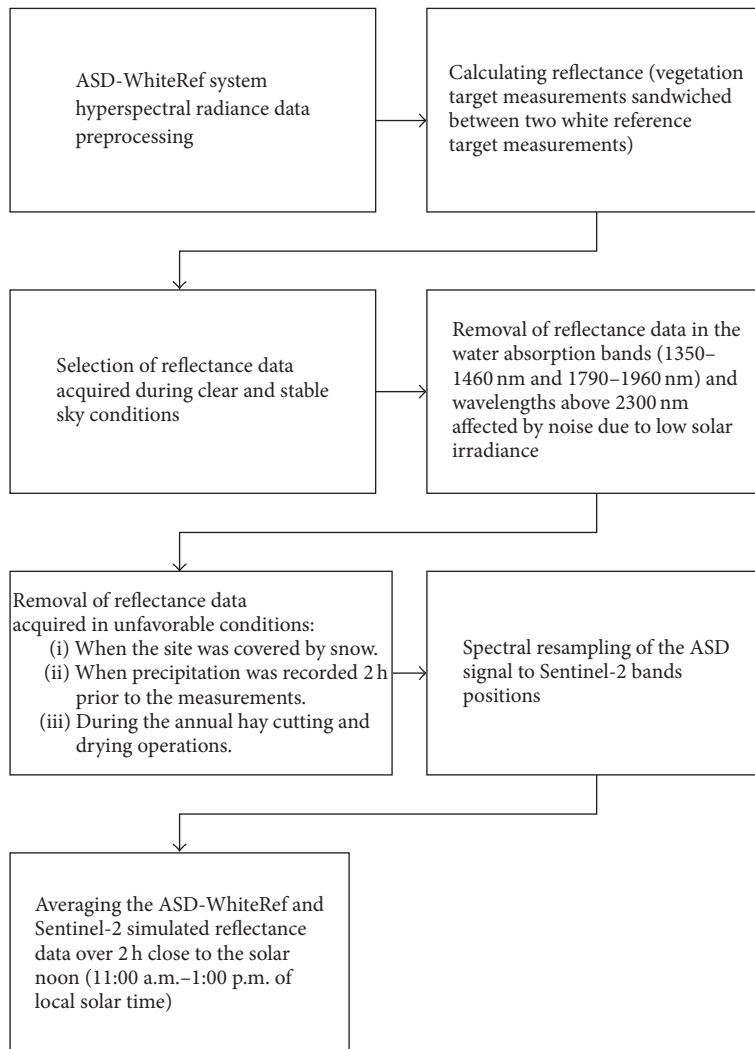 ASD-WhiteRef system
hyperspectral radiance data
preprocessing
Calculating reflectance (vegetation
target measurements sandwiched
between two white reference
target measurements)
Selection of reflectance data
acquired during clear and stable
sky conditions
Removal of reflectance data in the
water absorption bands (1350–
1460 nm and 1790–1960 nm) and
wavelengths above 2300 nm
affected by noise due to low solar
irradiance
Removal of reflectance data
acquired in unfavorable conditions:
(i) When the site was covered by snow.
(ii) When precipitation was recorded 2 h
prior to the measurements.
(iii) During the annual hay cutting and
drying operations.
Spectral resampling of the ASD
signal to Sentinel-2 bands
positions
Averaging the ASD-WhiteRef and
Sentinel-2 simulated reflectance
data over 2 h close to the solar
noon (11:00 a.m.–1:00 p.m. of
local solar time)